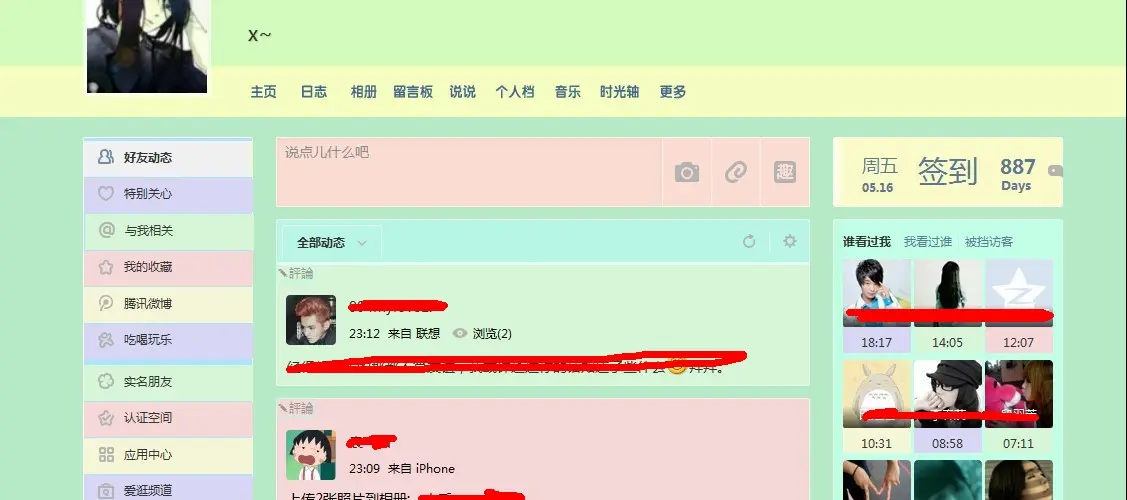 x~
主页 日志 相册 留言板 说说 个人档 音乐 时光轴 更多
好友动态
特别关心
与我相关
我的收藏
腾讯微博
吃喝玩乐
实名朋友
认证空间
应用中心
爱逛频道
说点儿什么吧
趣
全部动态
評論
23:12 来自 联想 浏览(2)
評論
23:09 来自 iPhone
上传2张照片到相册:
周五 签到 887
05.16 Days
谁看过我 我看过谁 被挡访客
18:17 14:05 12:07
10:31 08:58 07:11